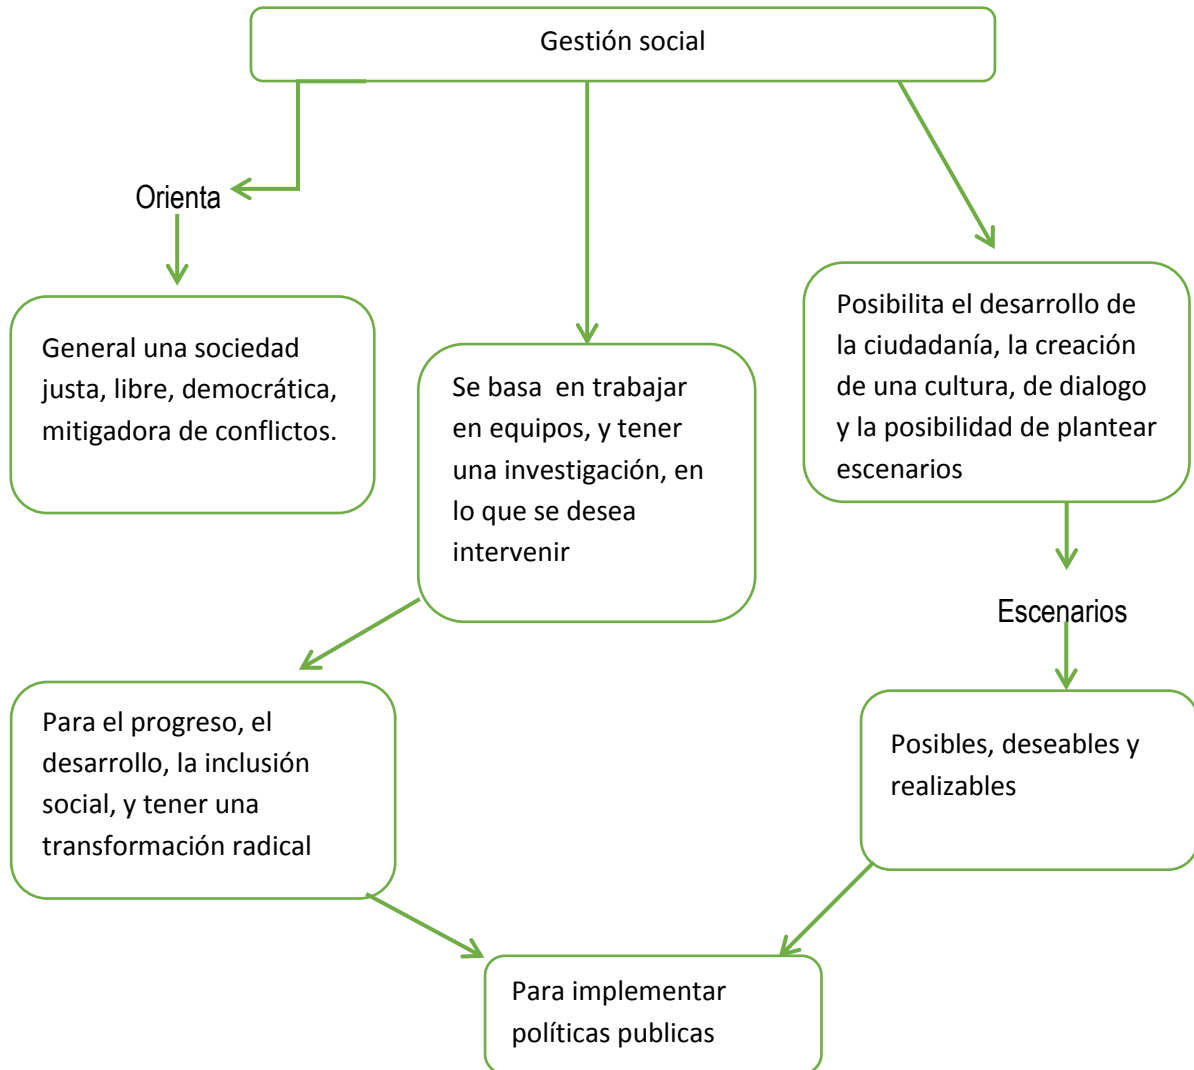 Gestión social
Orienta
General una sociedad
justa, libre, democrática,
mitigadora de conflictos.
Se basa  en trabajar
en equipos, y tener
una investigación, en
lo que se desea
intervenir
Posibilita el desarrollo de
la ciudadanía, la creación
de una cultura, de dialogo
y la posibilidad de plantear
escenarios
Escenarios
Para el progreso, el
desarrollo, la inclusión
social, y tener una
transformación radical
Posibles, deseables y
realizables
Para implementar
políticas publicas